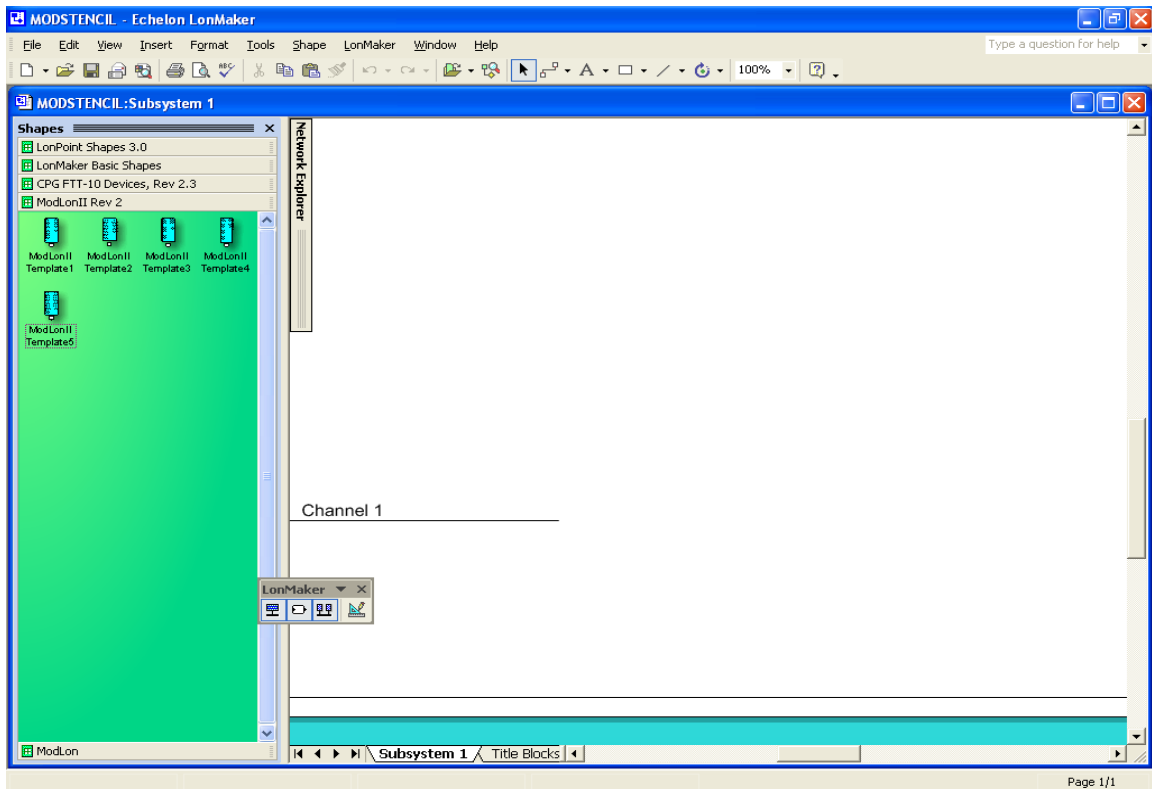 MODSTENCIL - Echelon LonMaker
File Edit View Insert Format Tools Shape LonMaker Window Help
Type a question for help
ABC
A
100%
?
MODSTENCIL:Subsystem 1
Shapes
LonPoint Shapes 3.0
LonMaker Basic Shapes
CPG FTT-10 Devices, Rev 2.3
ModLonII Rev 2
ModLonII Template1
ModLonII Template2
ModLonII Template3
ModLonII Template4
ModLonII Template5
ModLon
Network Explorer
Channel 1
LonMaker
Subsystem 1
Title Blocks
Page 1/1